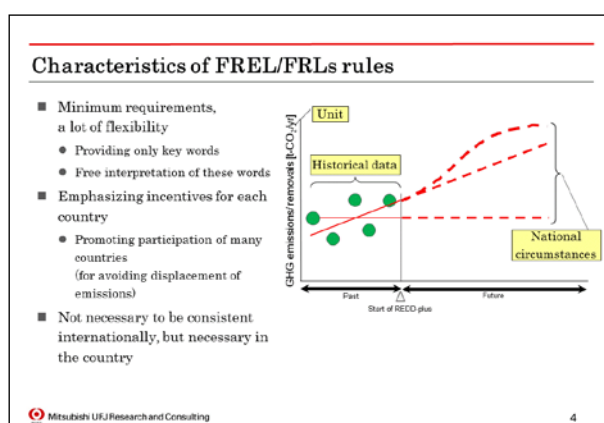 Characteristics of FREL/FRLs rules
■ Minimum requirements,
a lot of flexibility
● Providing only key words
● Free interpretation of these words
■ Emphasizing incentives for each
country
● Promoting participation of many
countries
(for avoiding displacement of
emissions)
■ Not necessary to be consistent
internationally, but necessary in
the country
GHG emissions/removals [t-CO₂/yr]
Unit
Historical data
National
circumstances
Past
Future
Start of REDD-plus
Mitsubishi UFJ Research and Consulting
4